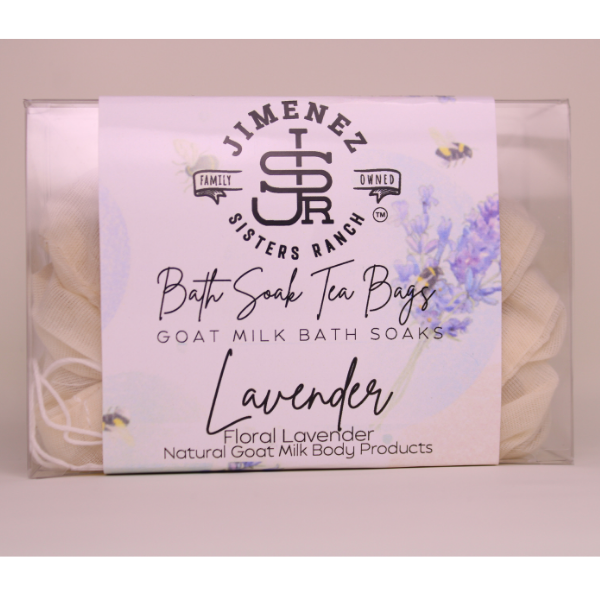 JIMENEZ
FAMILY JSR OWNED
SISTERS RANCH TM
Bath Soak Tea Bags
GOAT MILK BATH SOAKS
Lavender
Floral Lavender
Natural Goat Milk Body Products